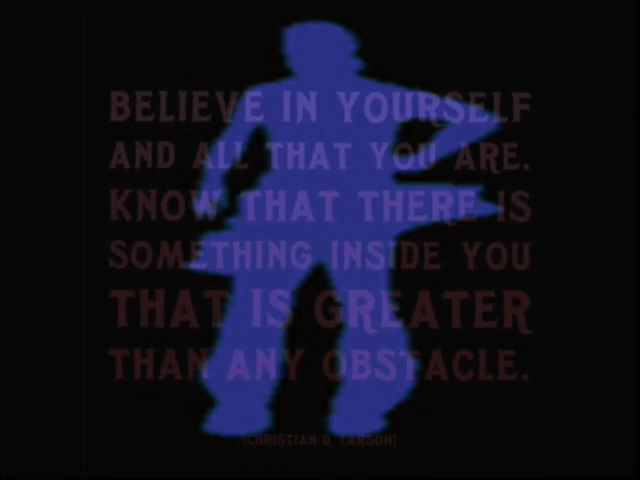 BELIEVE IN YOURSELF
AND ALL THAT YOU ARE.
KNOW THAT THERE IS
SOMETHING INSIDE YOU
THAT IS GREATER
THAN ANY OBSTACLE.
(CHRISTIAN D. LARSON)